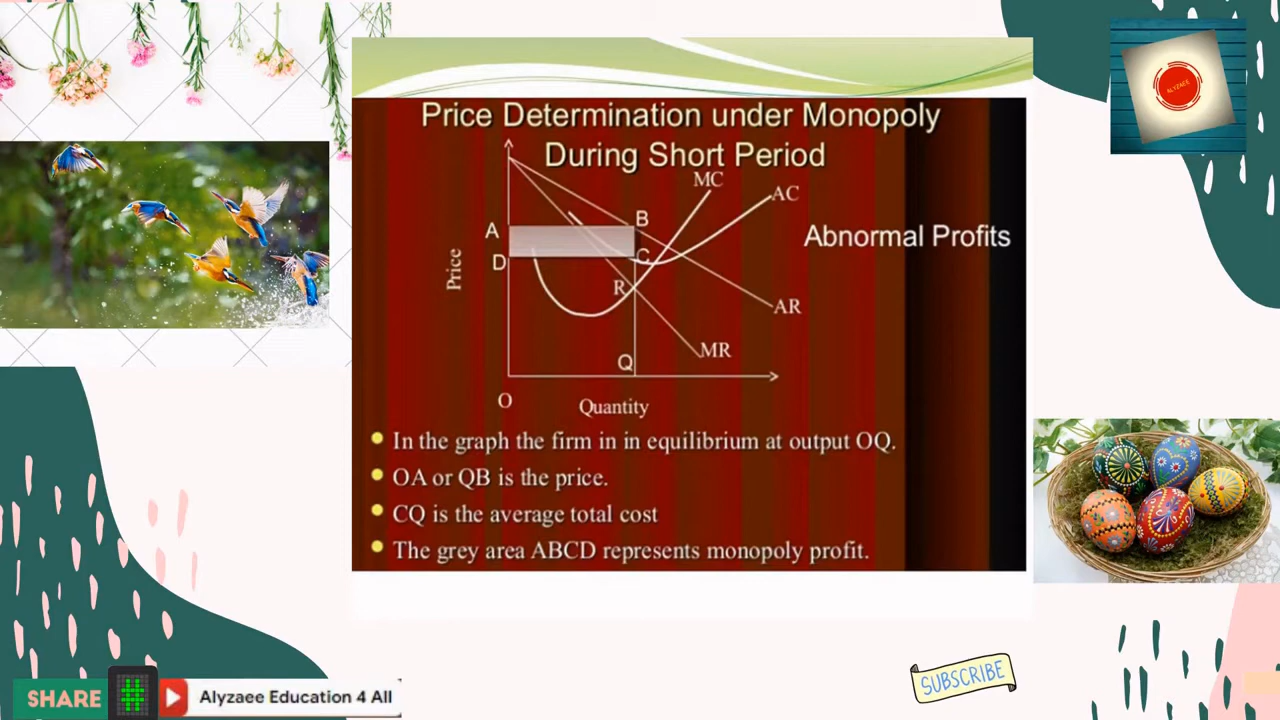 ALYZAEE
Price Determination under Monopoly
During Short Period
MC
AC
A
B
Abnormal Profits
D
C
Price
R
AR
MR
Q
O
Quantity
In the graph the firm in in equilibrium at output OQ.
OA or QB is the price.
CQ is the average total cost
The grey area ABCD represents monopoly profit.
SHARE
Alyzaee Education 4 All
SUBSCRIBE